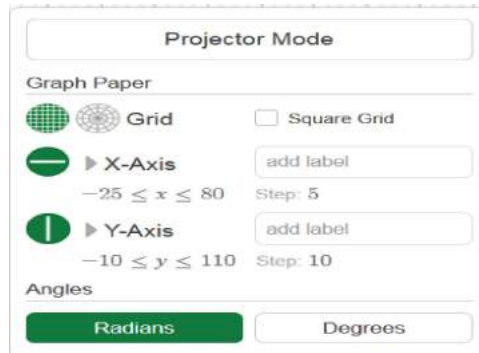 Projector Mode
Graph Paper
Grid Square Grid
X-Axis add label
−25 ≤ x ≤ 80 Step: 5
Y-Axis add label
−10 ≤ y ≤ 110 Step: 10
Angles
Radians Degrees